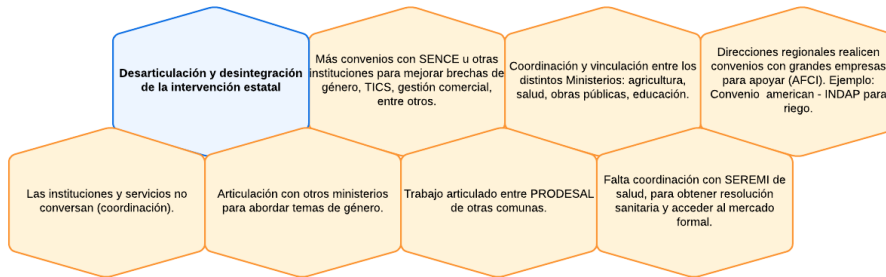 Desarticulación y desintegración
de la intervención estatal
Más convenios con SENCE u otras
instituciones para mejorar brechas de
género, TICS, gestión comercial,
entre otros.
Coordinación y vinculación entre los
distintos Ministerios: agricultura,
salud, obras públicas, educación.
Direcciones regionales realicen
convenios con grandes empresas
para apoyar (AFCI). Ejemplo:
Convenio american - INDAP para
riego.
Las instituciones y servicios no
conversan (coordinación).
Articulación con otros ministerios
para abordar temas de género.
Trabajo articulado entre PRODESAL
de otras comunas.
Falta coordinación con SEREMI de
salud, para obtener resolución
sanitaria y acceder al mercado
formal.